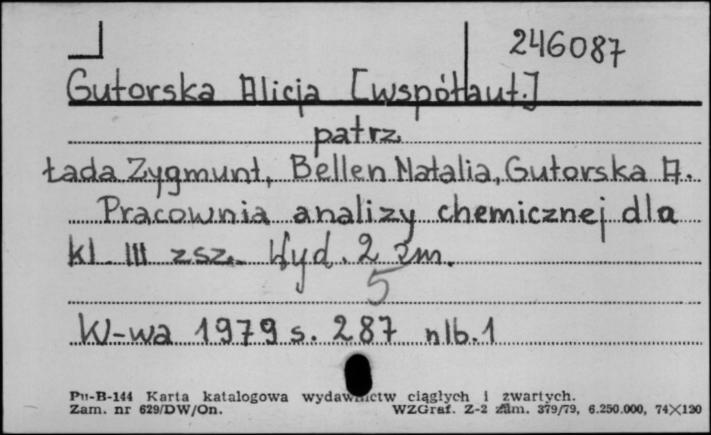 246087
Gutorska Alicja [współaut.]
patrz
Łada Zygmunt, Bellen Natalia, Gutorska A.
Pracownia analizy chemicznej dla
kl. III zsz. Wyd. 2 zm.
5
W-wa 1979 s. 287 nlb. 1
Pu-B-144 Karta katalogowa wydawnictw ciągłych i zwartych.
Zam. nr 629/DW/On. WZGraf. Z-2 zam. 379/79, 6.250.000, 74×120